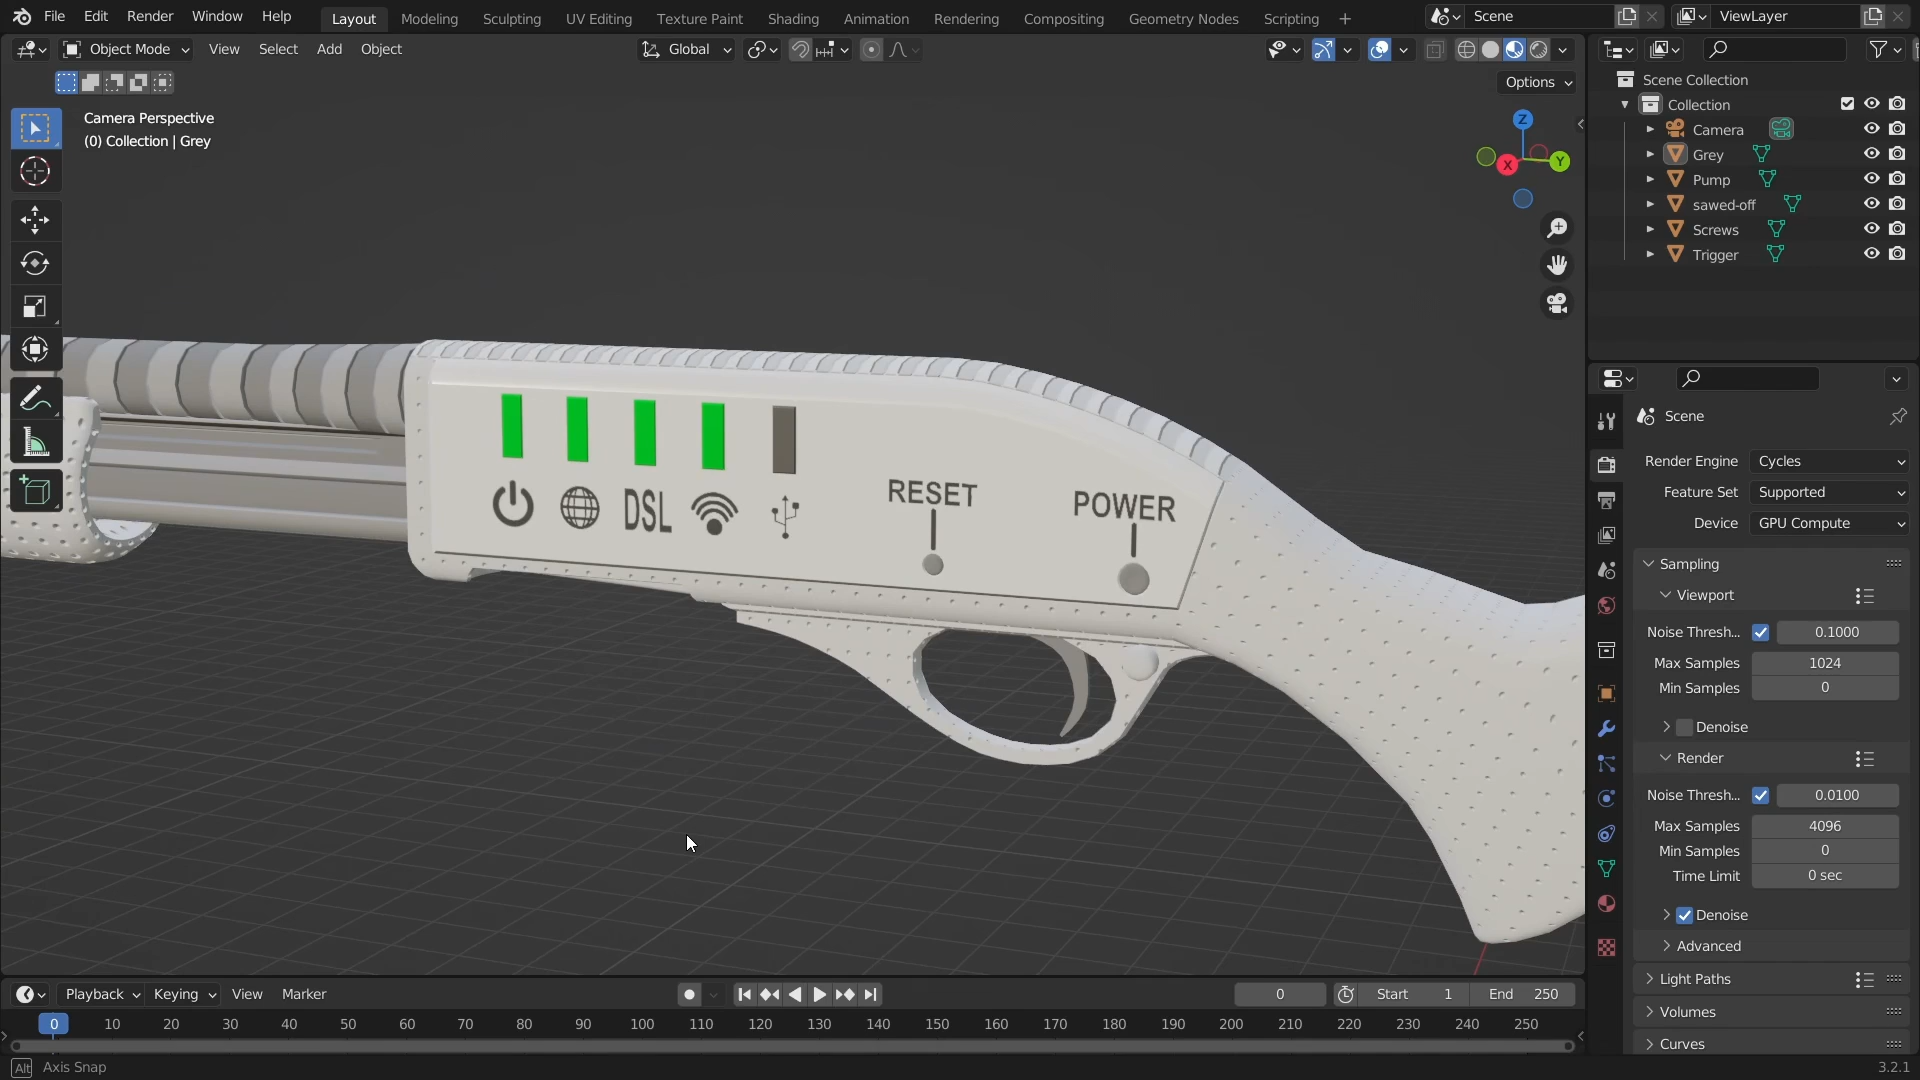 File Edit Render Window Help Layout Modeling Sculpting UV Editing Texture Paint Shading Animation Rendering Compositing Geometry Nodes Scripting + Scene ViewLayer
Object Mode View Select Add Object Global
Options
Camera Perspective
(0) Collection | Grey
Z
X Y
RESET
POWER
DSL
Scene Collection
Collection
Camera
Grey
Pump
sawed-off
Screws
Trigger
Scene
Render Engine Cycles
Feature Set Supported
Device GPU Compute
Sampling
Viewport
Noise Thresh... 0.1000
Max Samples 1024
Min Samples 0
Denoise
Render
Noise Thresh... 0.0100
Max Samples 4096
Min Samples 0
Time Limit 0 sec
Denoise
Advanced
Light Paths
Volumes
Curves
Playback Keying View Marker 0 Start 1 End 250
0 10 20 30 40 50 60 70 80 90 100 110 120 130 140 150 160 170 180 190 200 210 220 230 240 250
Alt Axis Snap 3.2.1